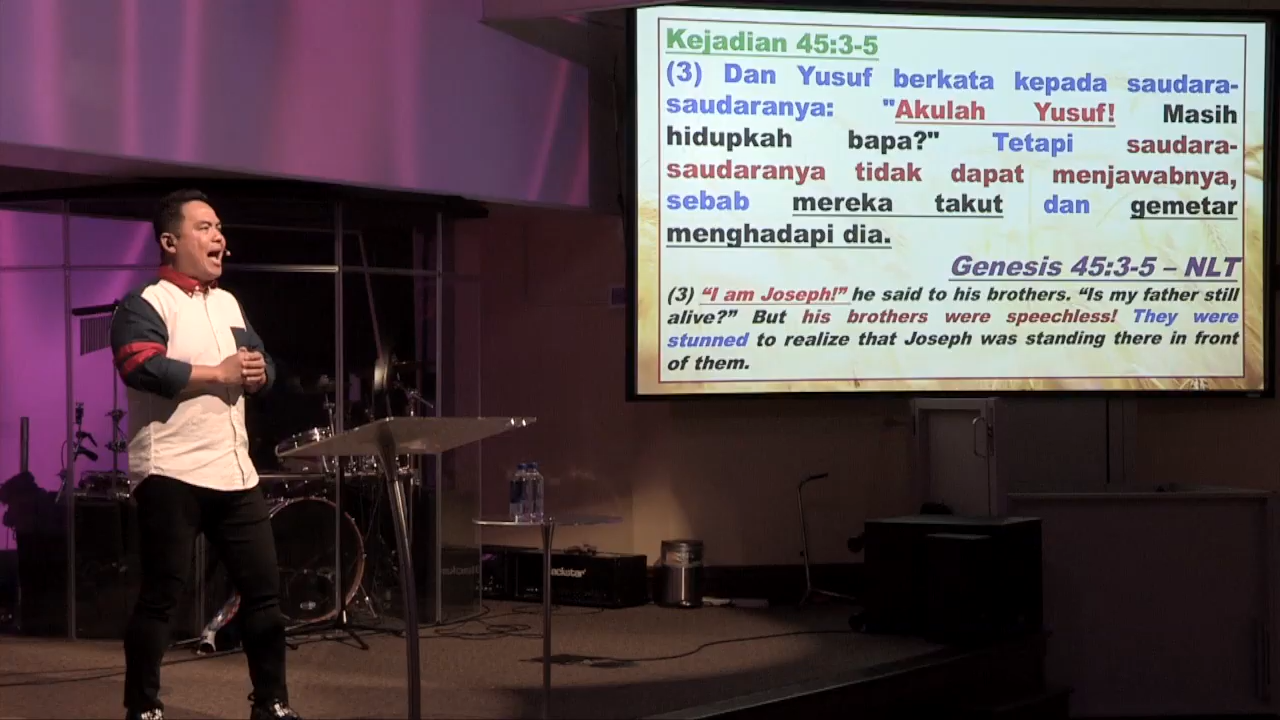 Kejadian 45:3-5
(3) Dan Yusuf berkata kepada saudara-
saudaranya: "Akulah Yusuf! Masih
hidupkah bapa?" Tetapi saudara-
saudaranya tidak dapat menjawabnya,
sebab mereka takut dan gemetar
menghadapi dia.
Genesis 45:3-5 – NLT
(3) “I am Joseph!” he said to his brothers. “Is my father still
alive?” But his brothers were speechless! They were
stunned to realize that Joseph was standing there in front
of them.